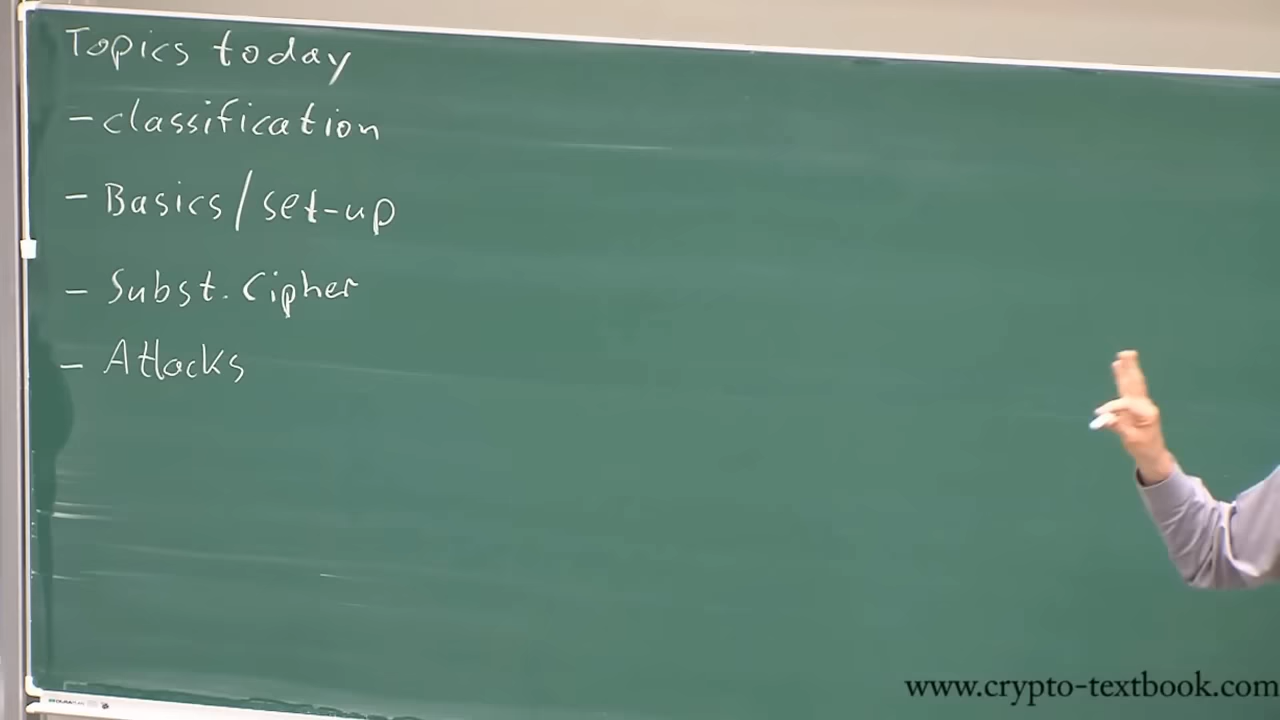 Topics today
- classification
- Basics/set-up
- Subst. Cipher
- Attacks
www.crypto-textbook.com